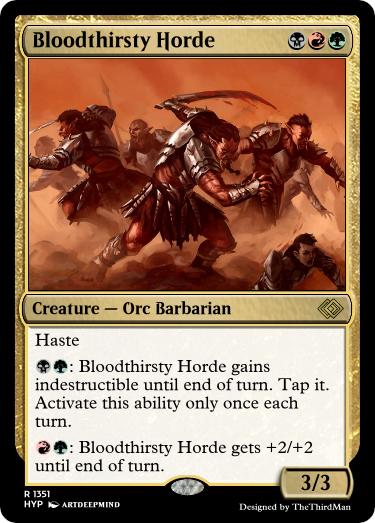 Bloodthirsty Horde
Creature — Orc Barbarian
Haste
: Bloodthirsty Horde gains
indestructible until end of turn. Tap it.
Activate this ability only once each
turn.
: Bloodthirsty Horde gets +2/+2
until end of turn.
3/3
R 1351
HYP ARTDEEPMIND
Designed by TheThirdMan